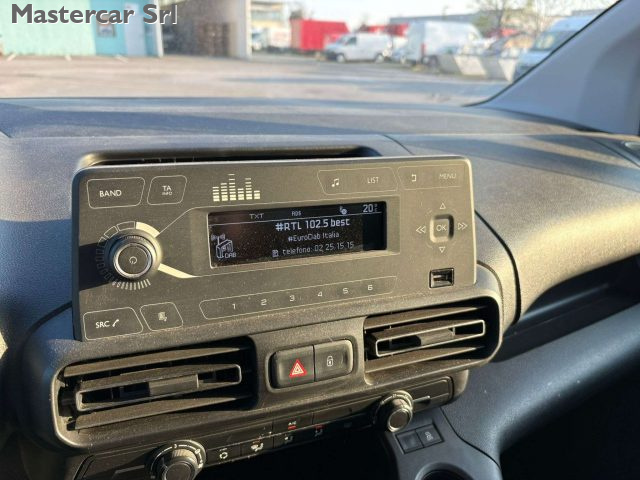 Mastercar Srl
BAND
TA
INFO
LIST
MENU
TXT RDS 20
#RTL 102.5 best
#EuroDab Italia
DAB
telefono: 02 25.15.15
OK
1 2 3 4 5 6
SRC